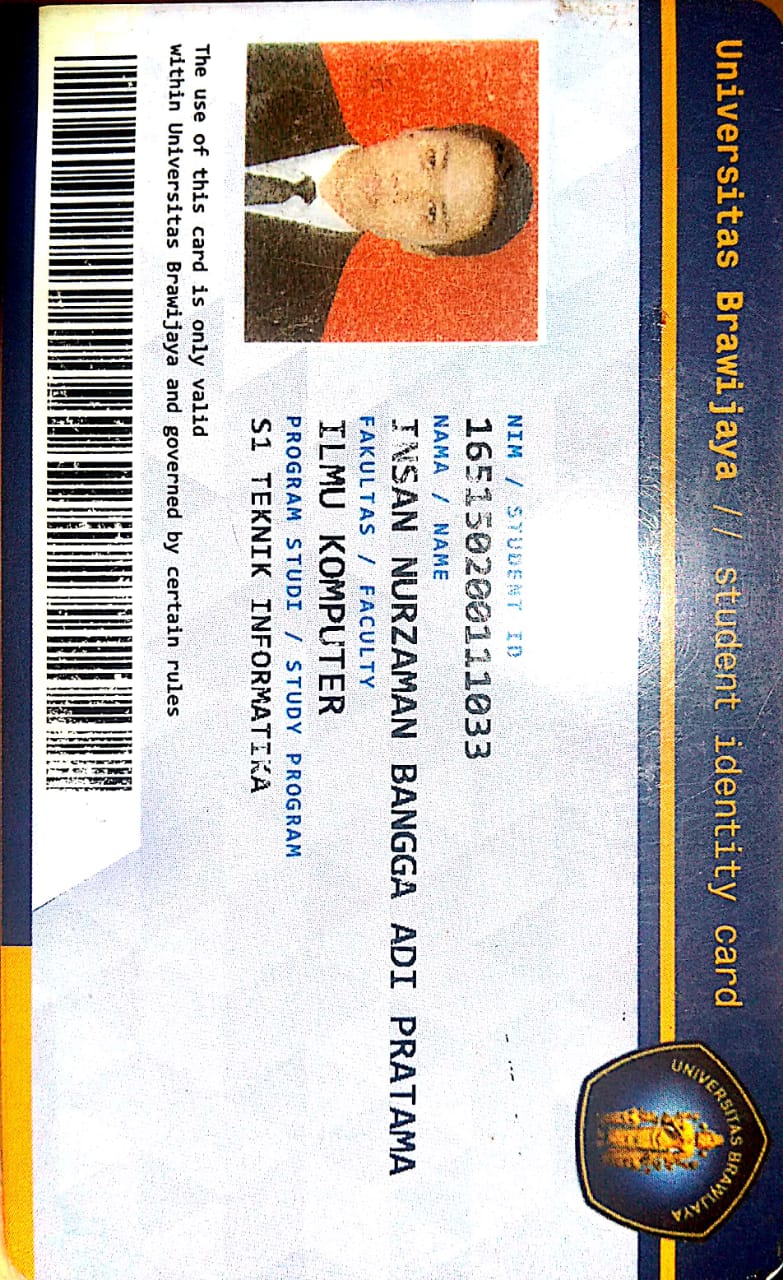 Universitas Brawijaya // student identity card
UNIVERSITAS BRAWIJAYA
NIM / STUDENT ID
165150200111033
NAMA / NAME
INSAN NURZAMAN BANGGA ADI PRATAMA
FAKULTAS / FACULTY
ILMU KOMPUTER
PROGRAM STUDI / STUDY PROGRAM
S1 TEKNIK INFORMATIKA
The use of this card is only valid
within Universitas Brawijaya and governed by certain rules